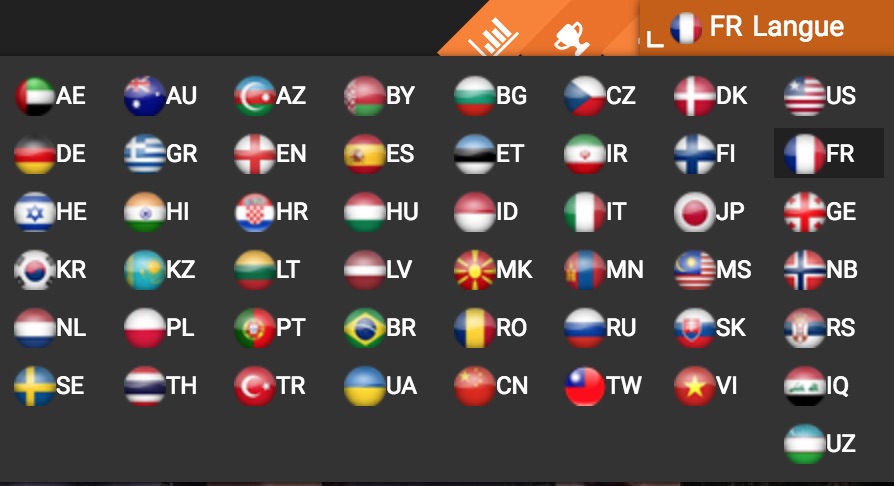 FR Langue
AE AU AZ BY BG CZ DK US
DE GR EN ES ET IR FI FR
HE HI HR HU ID IT JP GE
KR KZ LT LV MK MN MS NB
NL PL PT BR RO RU SK RS
SE TH TR UA CN TW VI IQ
UZ